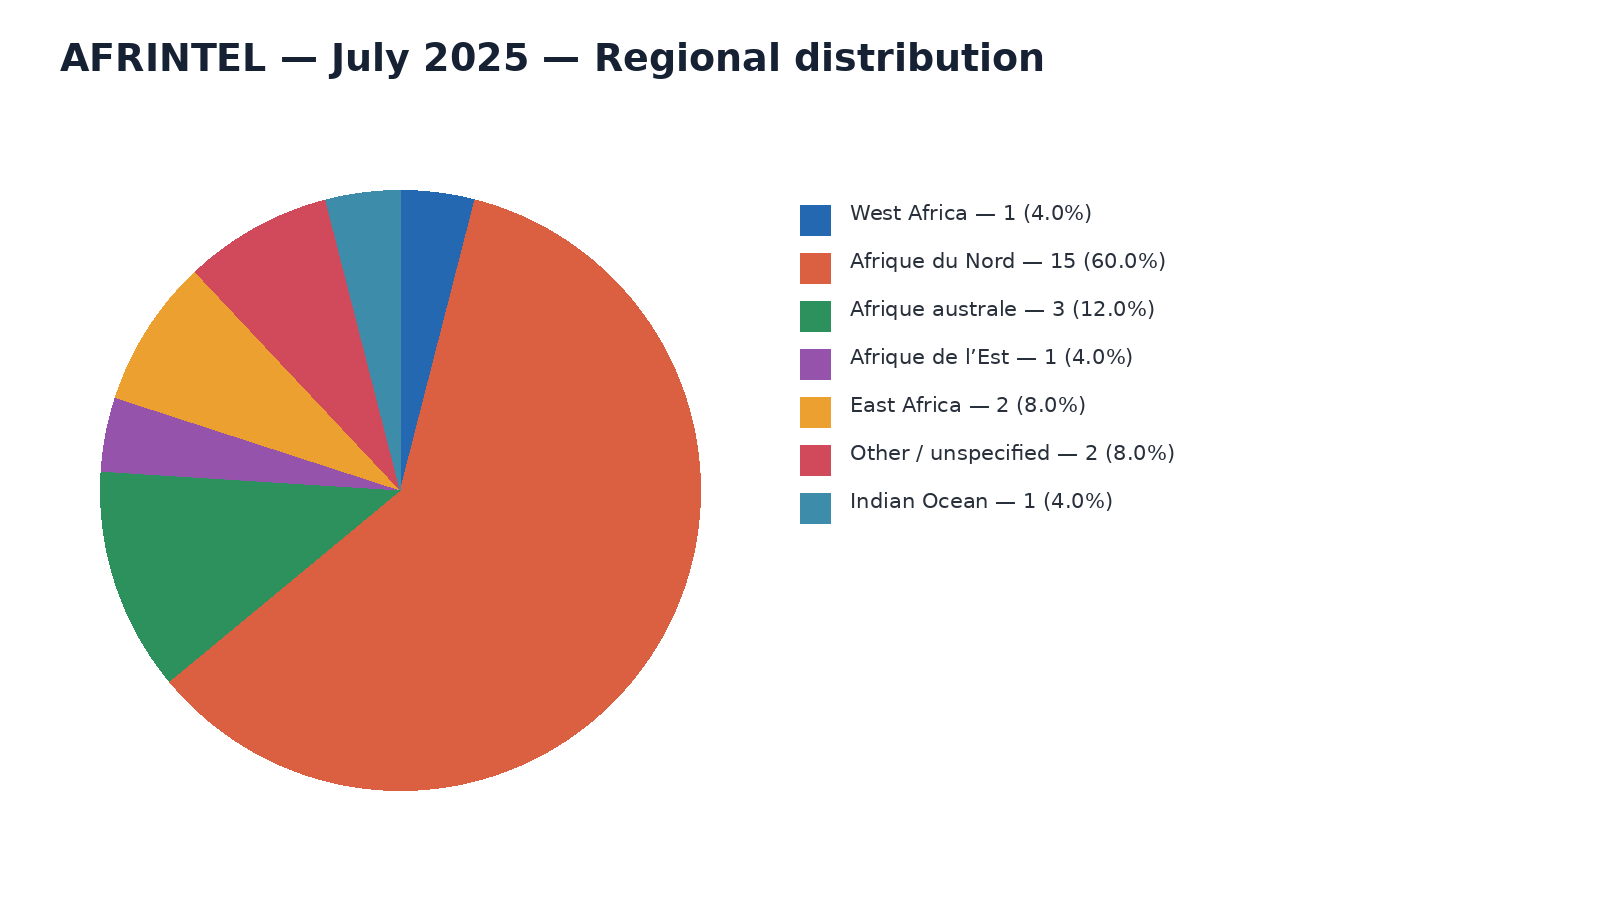 AFRINTEL — July 2025 — Regional distribution
West Africa — 1 (4.0%)
Afrique du Nord — 15 (60.0%)
Afrique australe — 3 (12.0%)
Afrique de l’Est — 1 (4.0%)
East Africa — 2 (8.0%)
Other / unspecified — 2 (8.0%)
Indian Ocean — 1 (4.0%)